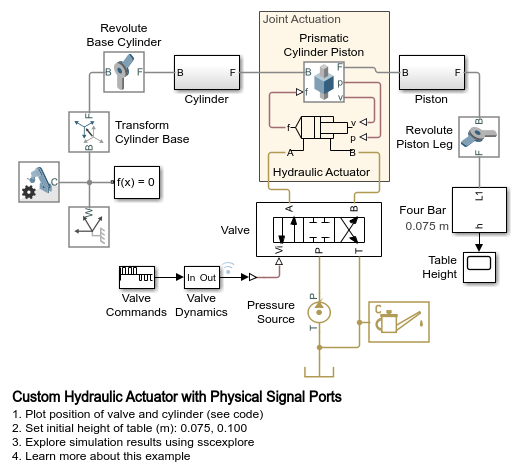 Joint Actuation
Revolute
Base Cylinder
Prismatic
Cylinder Piston
B
F
B
F
B
F
f
p
v
B
F
Cylinder
Piston
F
B
Transform
Cylinder Base
f
v
p
A
B
Hydraulic Actuator
B
F
Revolute
Piston Leg
C
f(x) = 0
W
A
B
Valve
Vi
P
T
L1
h
Four Bar
0.075 m
Table
Height
In Out
Valve
Commands
Valve
Dynamics
Pressure
Source
P
T
C
Custom Hydraulic Actuator with Physical Signal Ports
1. Plot position of valve and cylinder (see code)
2. Set initial height of table (m): 0.075, 0.100
3. Explore simulation results using sscexplore
4. Learn more about this example